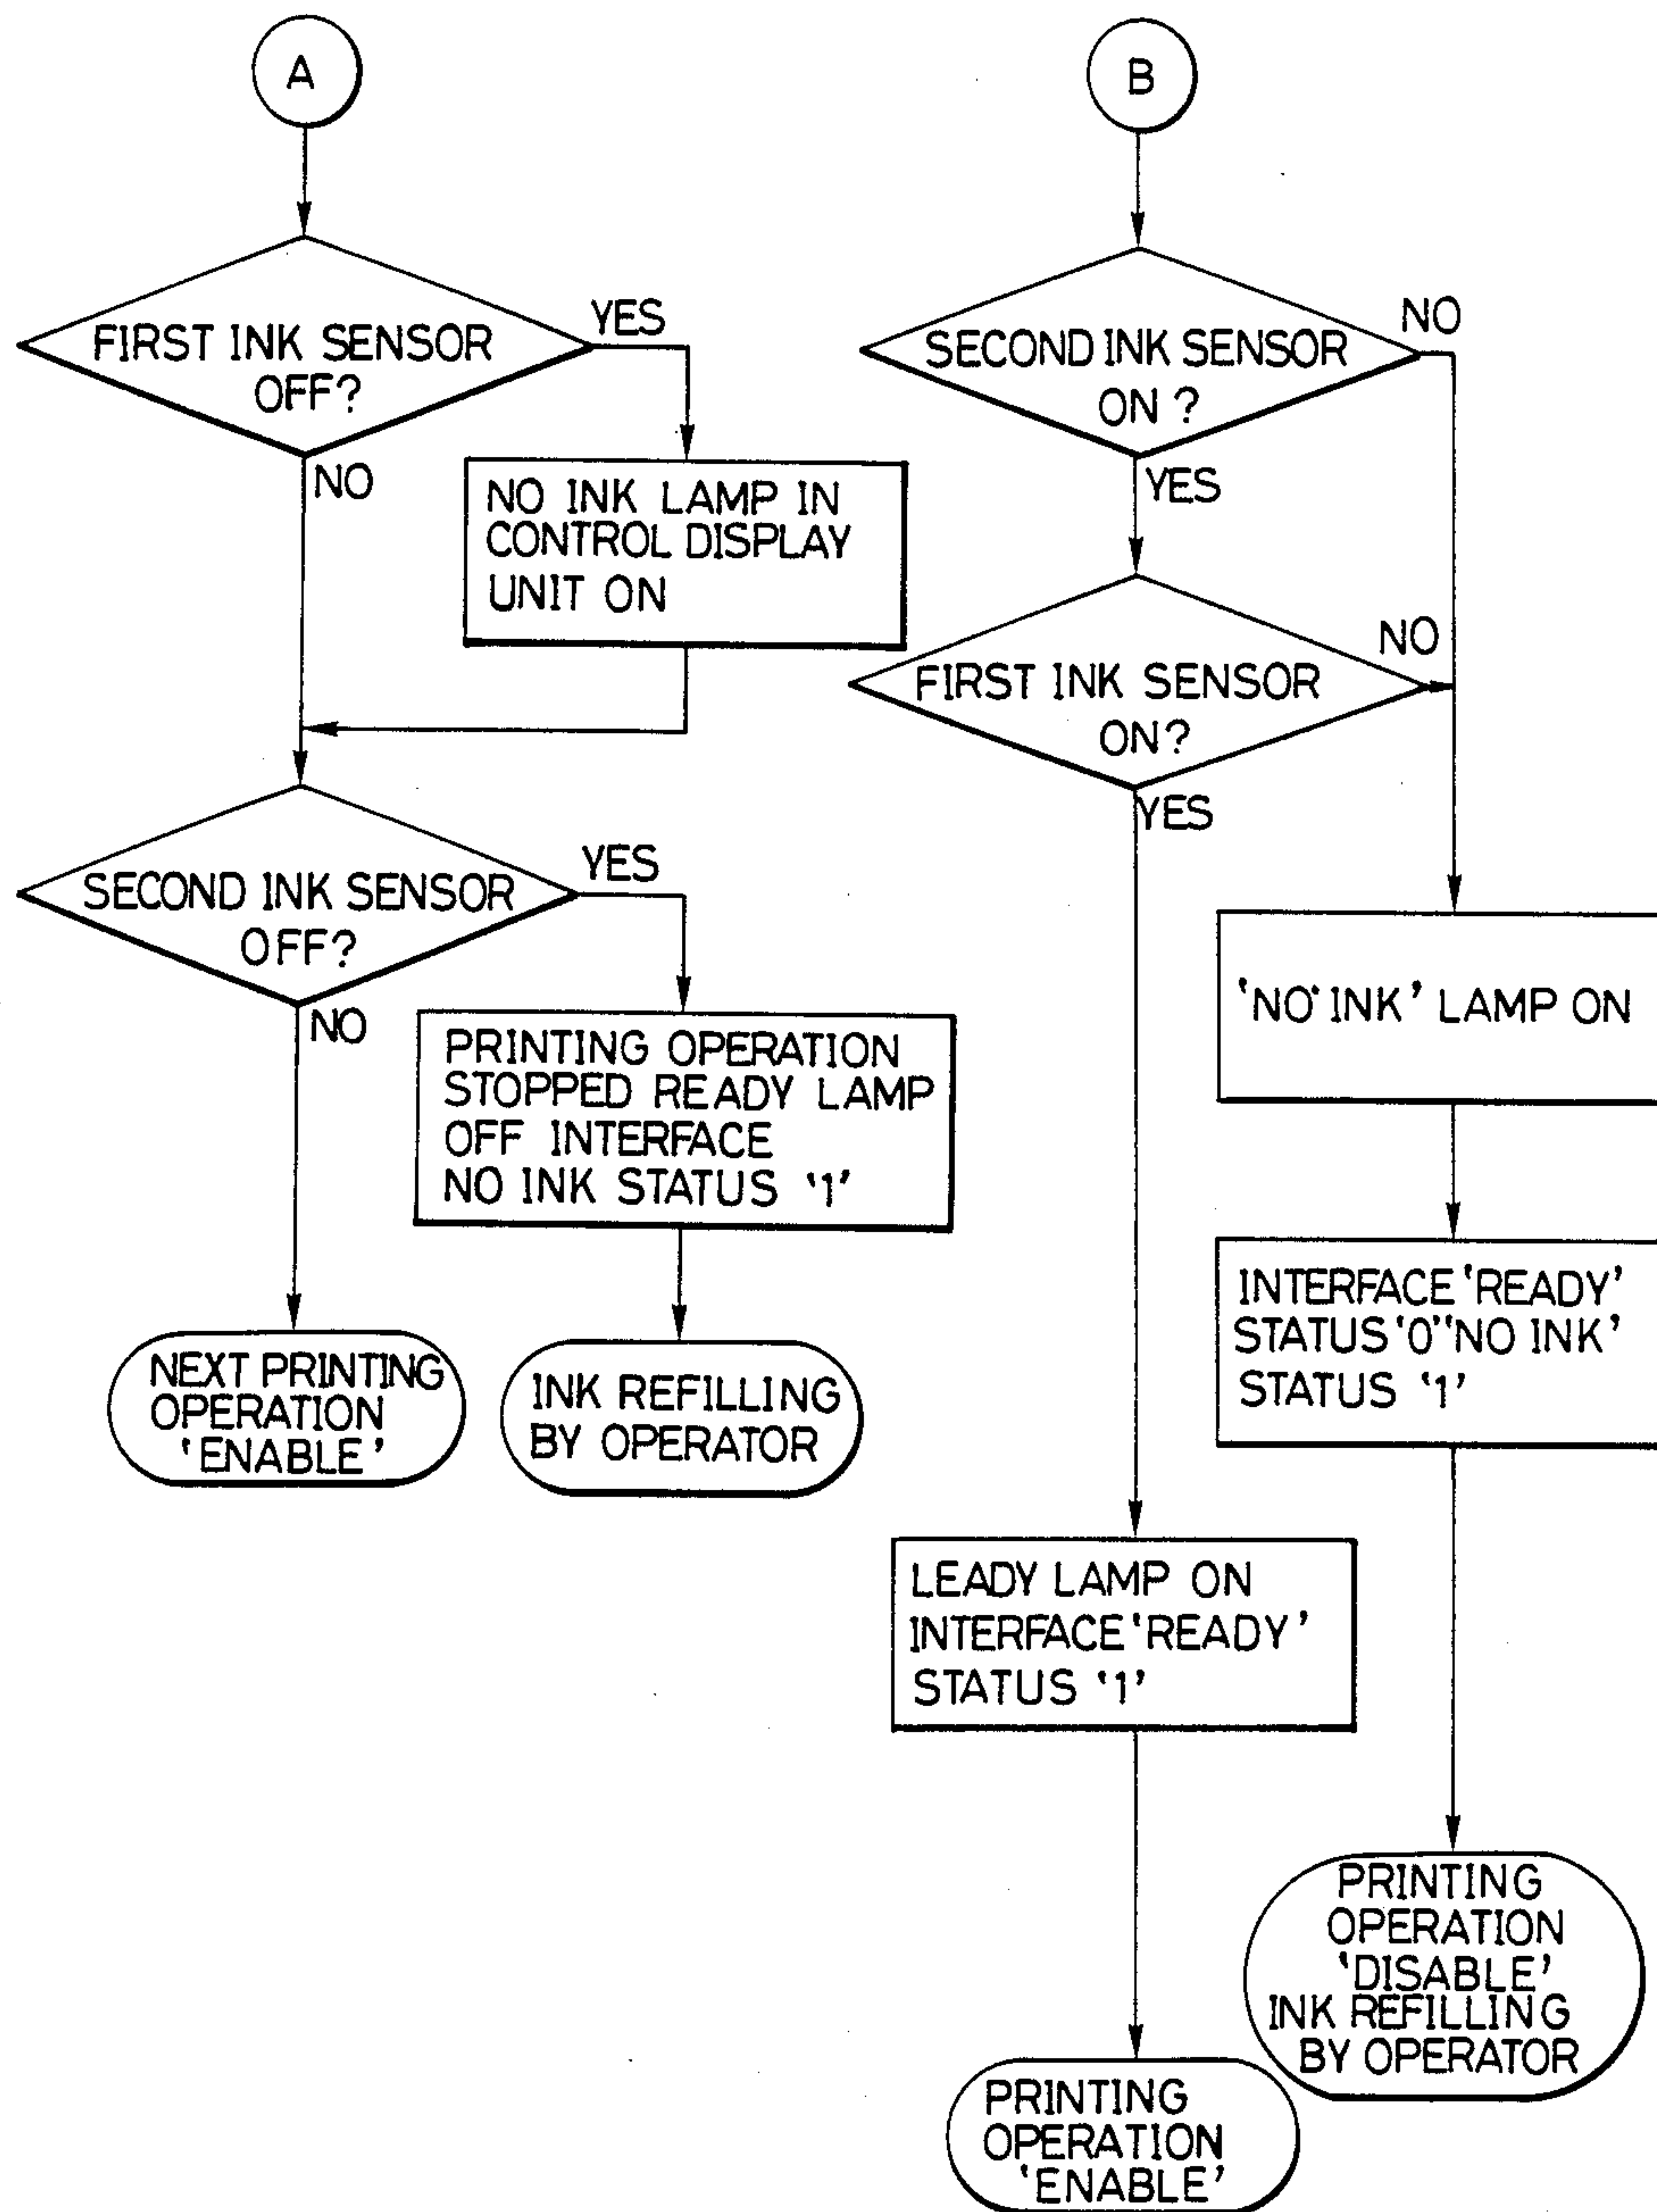 A
FIRST INK SENSOR
OFF?
YES
NO
NO INK LAMP IN
CONTROL DISPLAY
UNIT ON
SECOND INK SENSOR
OFF?
YES
NO
PRINTING OPERATION
STOPPED READY LAMP
OFF INTERFACE
NO INK STATUS '1'
NEXT PRINTING
OPERATION
'ENABLE'
INK REFILLING
BY OPERATOR
B
SECOND INK SENSOR
ON ?
NO
YES
FIRST INK SENSOR
ON?
NO
YES
'NO INK' LAMP ON
INTERFACE 'READY'
STATUS '0' 'NO INK'
STATUS '1'
LEADY LAMP ON
INTERFACE 'READY'
STATUS '1'
PRINTING
OPERATION
'DISABLE'
INK REFILLING
BY OPERATOR
PRINTING
OPERATION
'ENABLE'